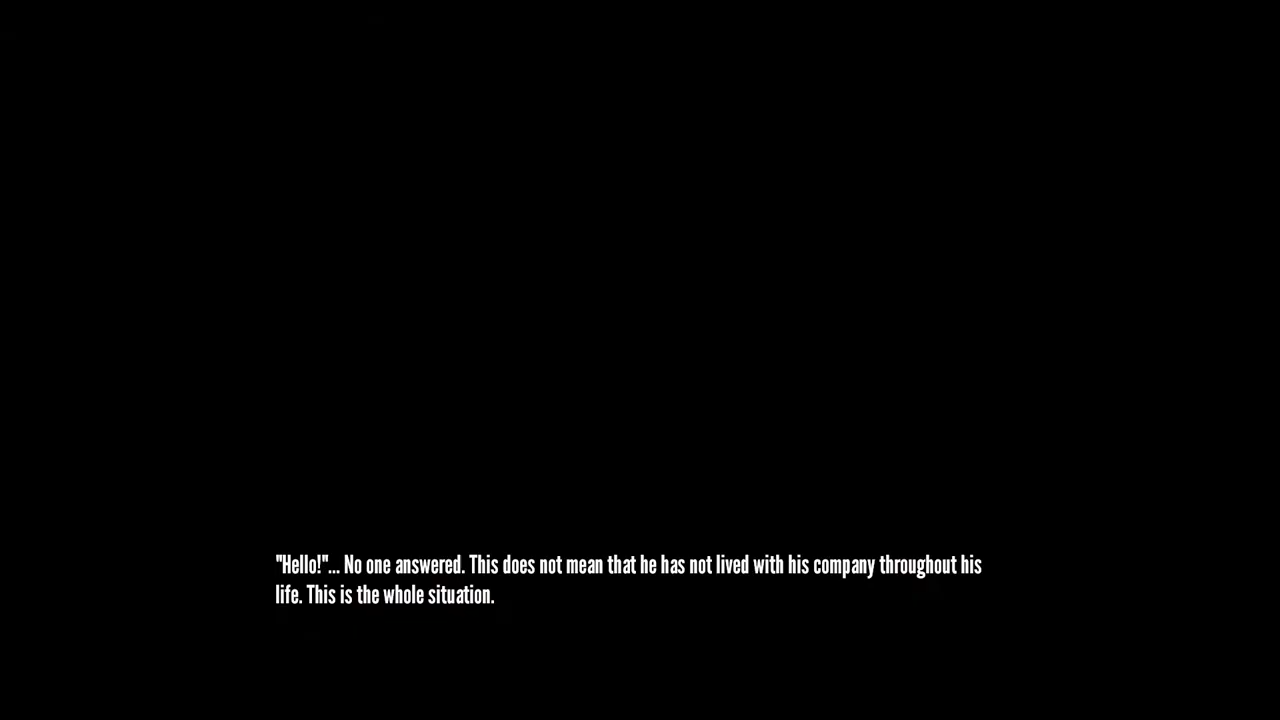 "Hello!"... No one answered. This does not mean that he has not lived with his company throughout his
life. This is the whole situation.